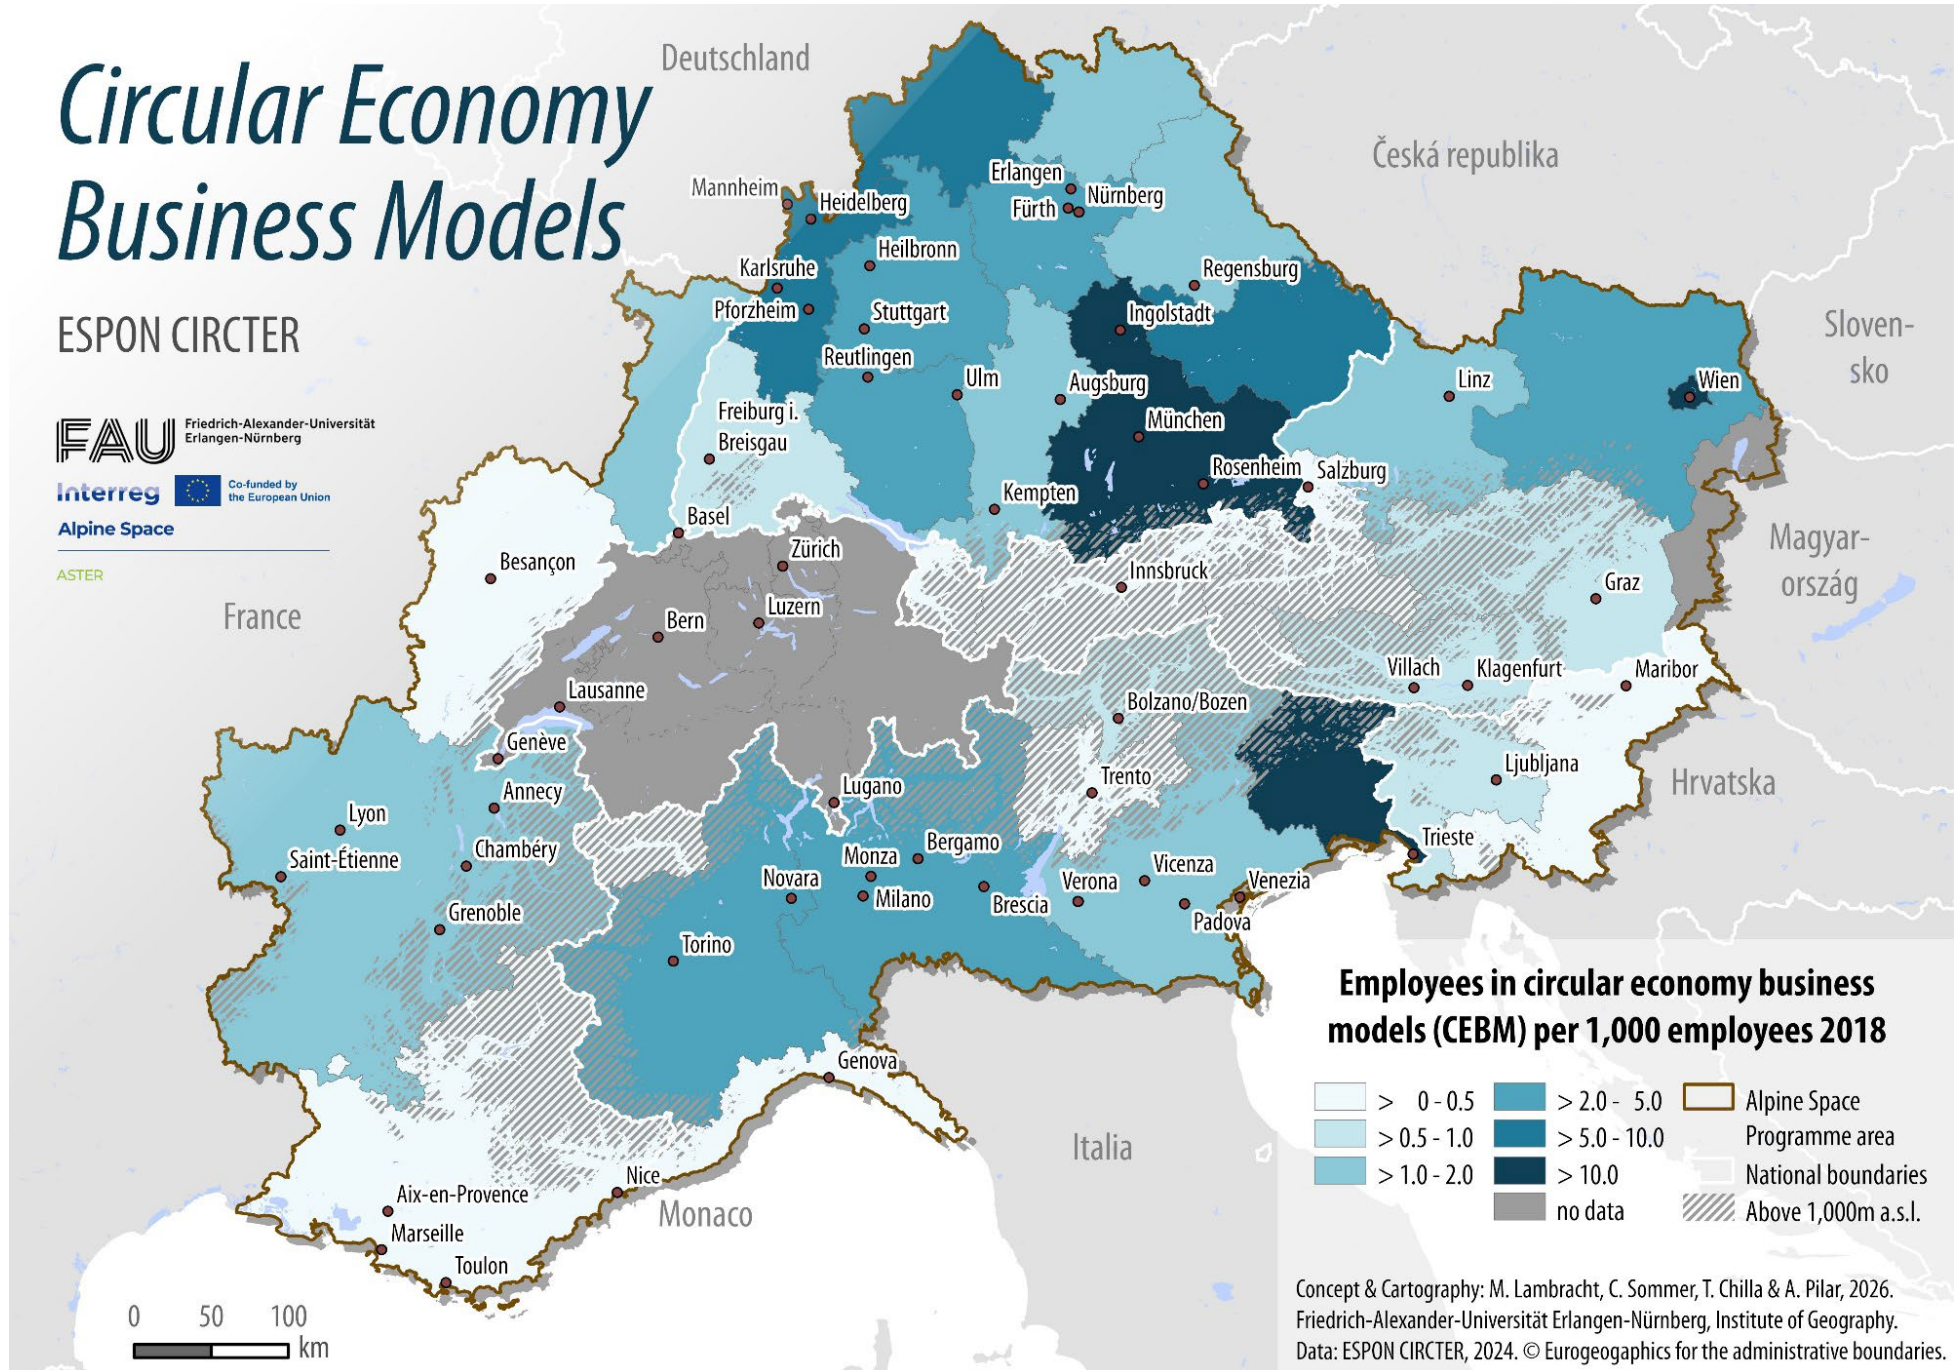 Circular Economy
Business Models
ESPON CIRCTER
FAU Friedrich-Alexander-Universität
Erlangen-Nürnberg
Interreg
Co-funded by
the European Union
Alpine Space
ASTER
Deutschland
Česká republika
Sloven-
sko
Magyar-
ország
Hrvatska
Italia
Monaco
France
Mannheim
Heidelberg
Erlangen
Nürnberg
Fürth
Heilbronn
Karlsruhe
Pforzheim
Stuttgart
Reutlingen
Regensburg
Ingolstadt
Ulm
Augsburg
Linz
Wien
Freiburg i.
Breisgau
München
Rosenheim
Salzburg
Kempten
Basel
Besançon
Zürich
Innsbruck
Graz
Luzern
Bern
Villach
Klagenfurt
Maribor
Lausanne
Bolzano/Bozen
Genève
Ljubljana
Trento
Annecy
Lugano
Lyon
Trieste
Chambéry
Saint-Étienne
Monza
Bergamo
Vicenza
Novara
Milano
Brescia
Verona
Venezia
Padova
Grenoble
Torino
Genova
Nice
Aix-en-Provence
Marseille
Toulon
Employees in circular economy business
models (CEBM) per 1,000 employees 2018
> 0 - 0.5
> 0.5 - 1.0
> 1.0 - 2.0
> 2.0 - 5.0
> 5.0 - 10.0
> 10.0
no data
Alpine Space
Programme area
National boundaries
Above 1,000m a.s.l.
0 50 100
km
Concept & Cartography: M. Lambracht, C. Sommer, T. Chilla & A. Pilar, 2026.
Friedrich-Alexander-Universität Erlangen-Nürnberg, Institute of Geography.
Data: ESPON CIRCTER, 2024. © Eurogeogaphics for the administrative boundaries.